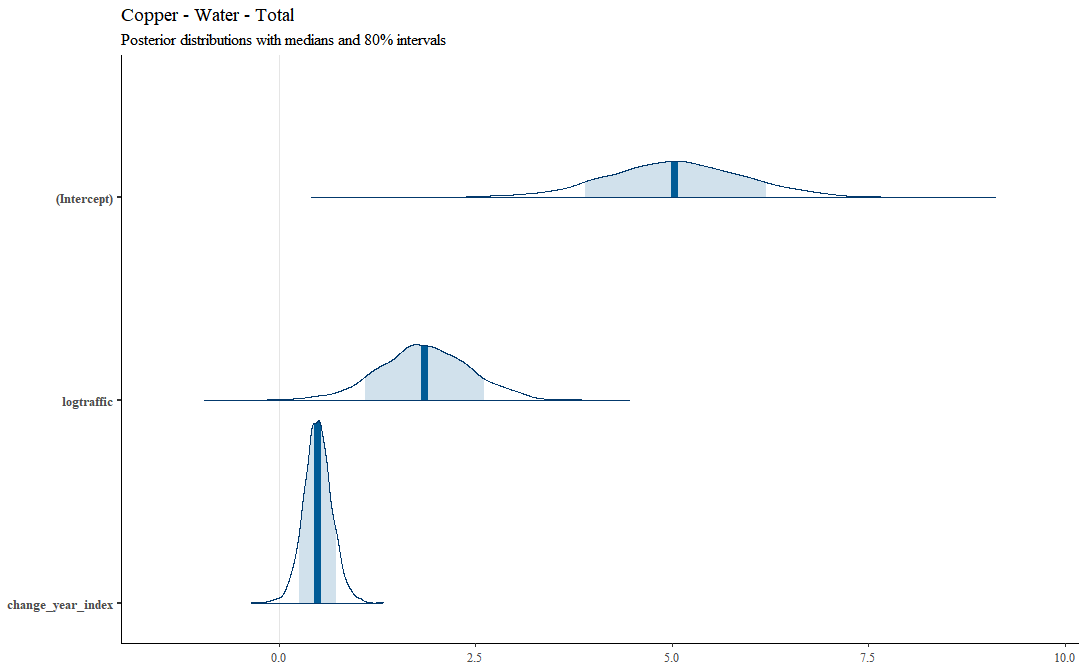 Copper - Water - Total
Posterior distributions with medians and 80% intervals
(Intercept)
logtraffic
change_year_index
0.0 2.5 5.0 7.5 10.0